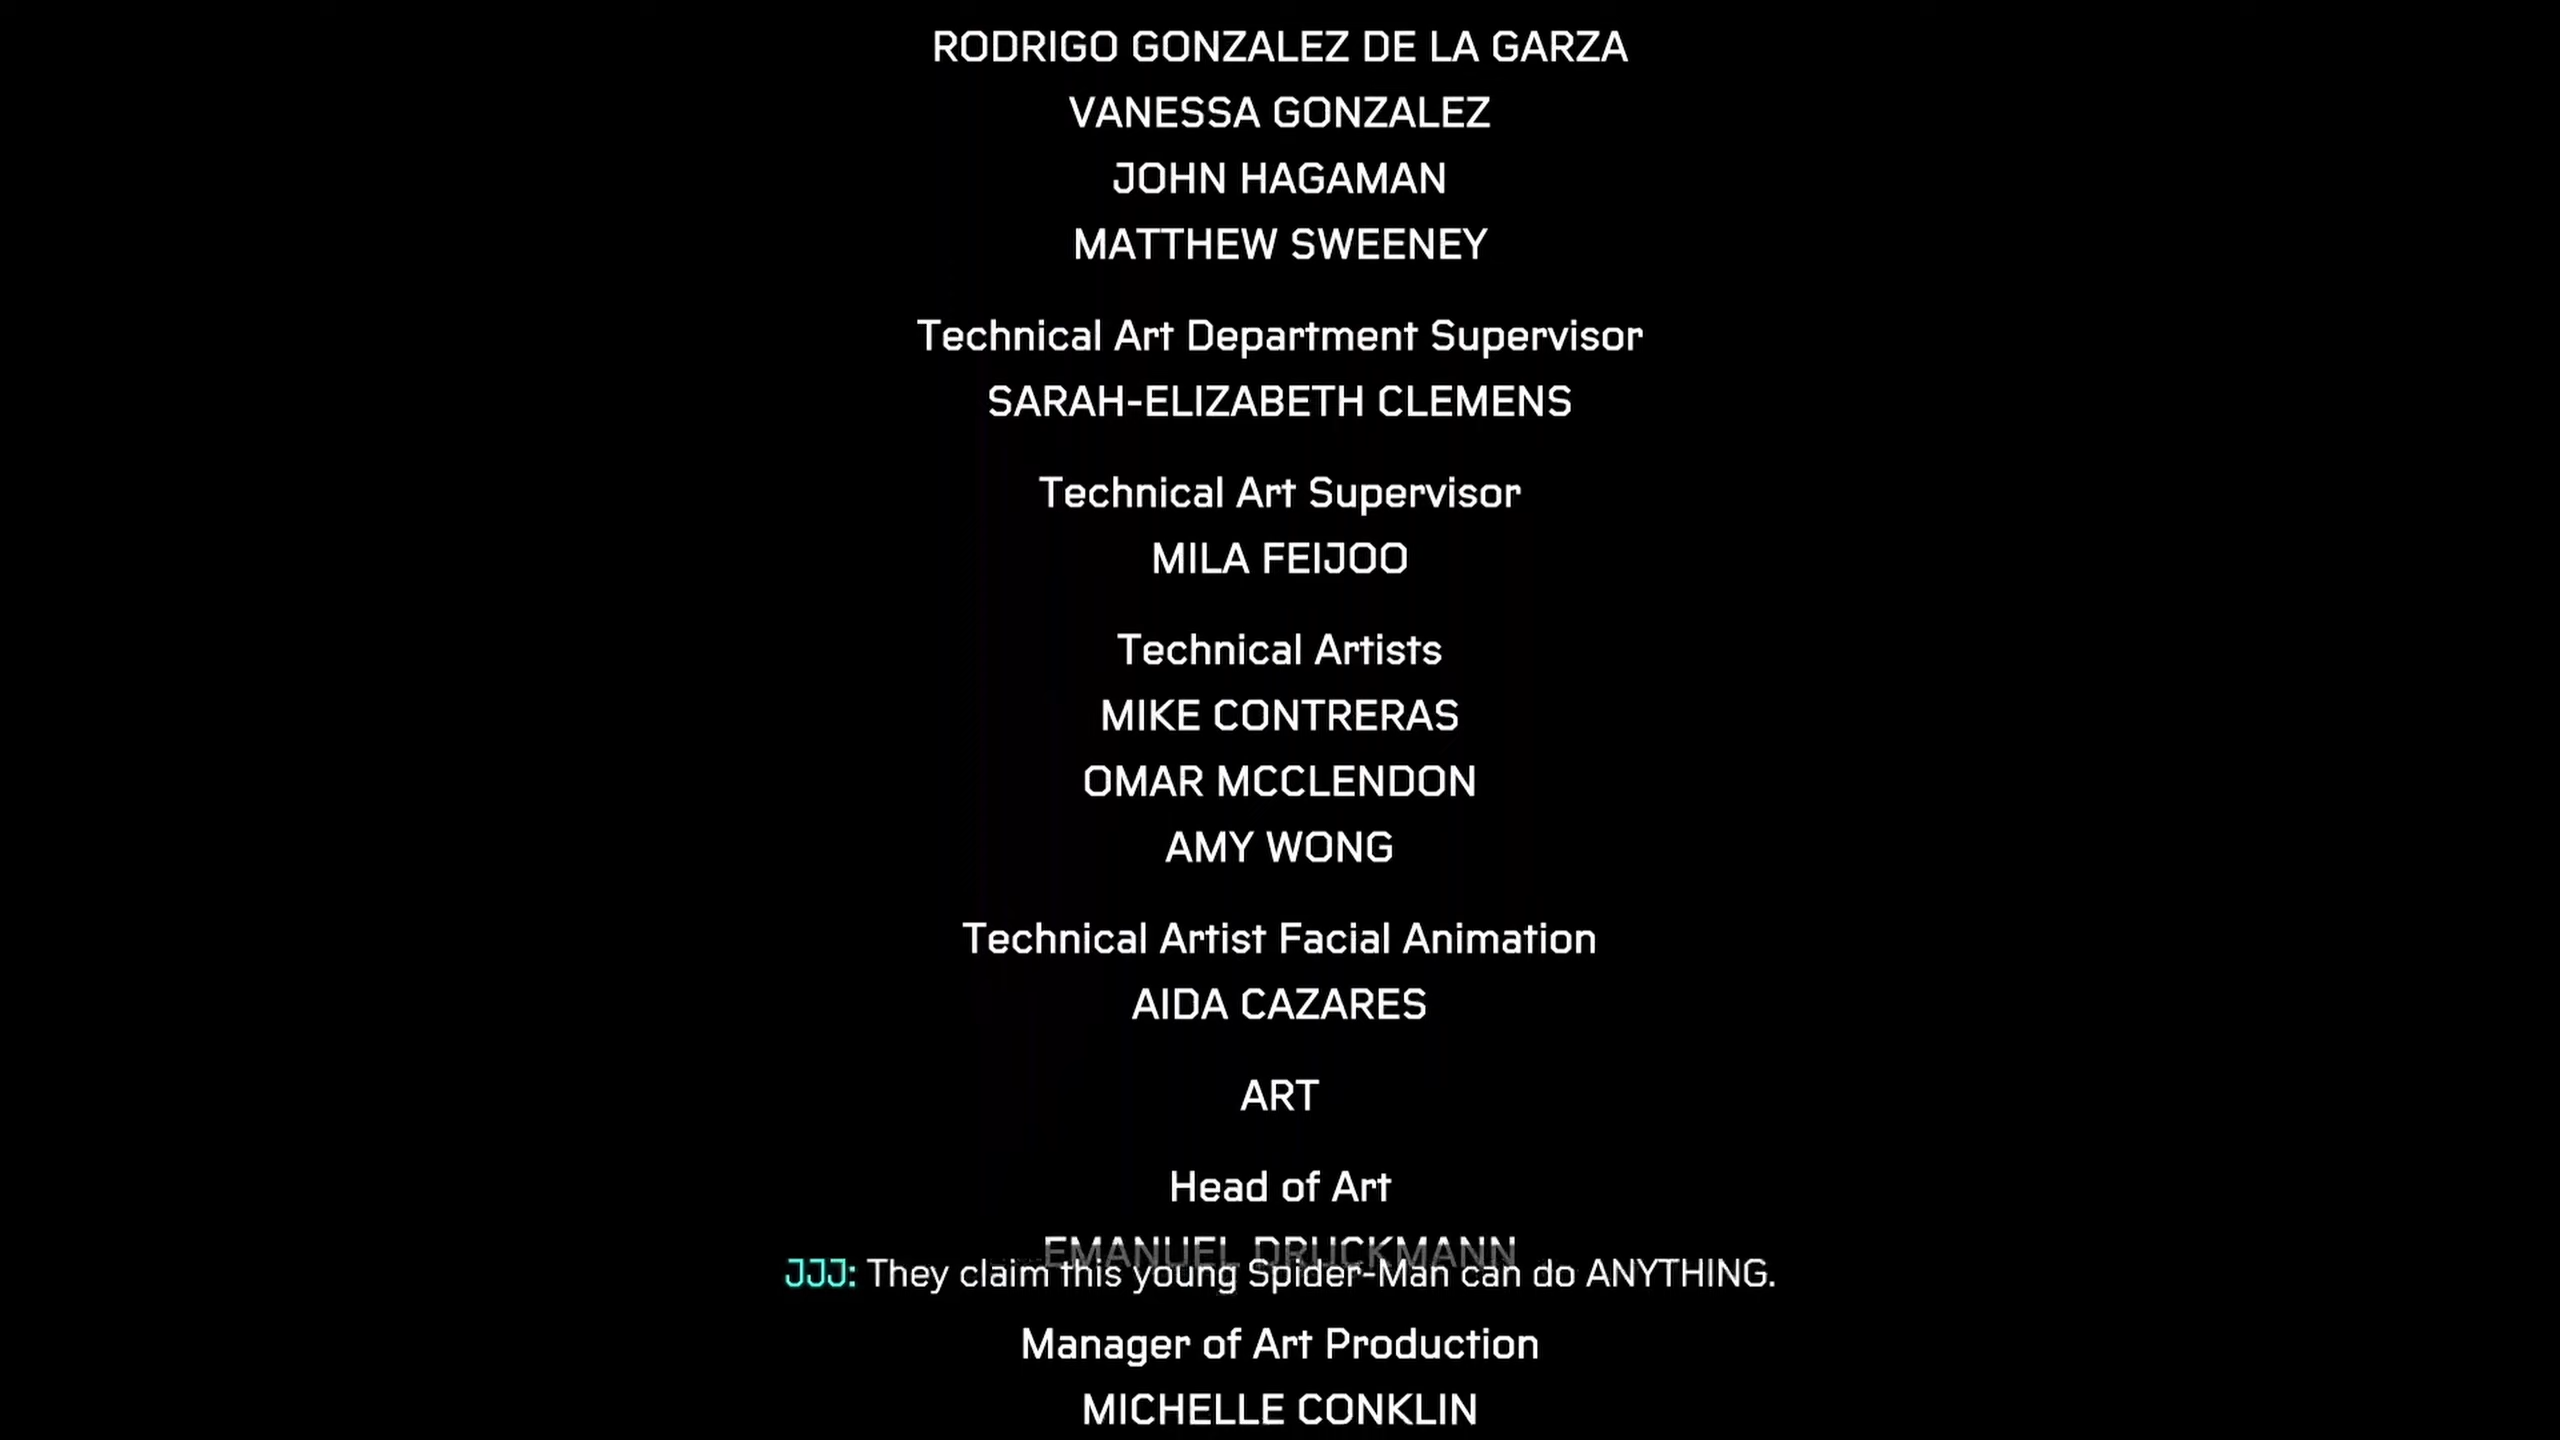 RODRIGO GONZALEZ DE LA GARZA
VANESSA GONZALEZ
JOHN HAGAMAN
MATTHEW SWEENEY
Technical Art Department Supervisor
SARAH-ELIZABETH CLEMENS
Technical Art Supervisor
MILA FEIJOO
Technical Artists
MIKE CONTRERAS
OMAR MCCLENDON
AMY WONG
Technical Artist Facial Animation
AIDA CAZARES
ART
Head of Art
EMANUEL DRUCKMANN
JJJ: They claim this young Spider-Man can do ANYTHING.
Manager of Art Production
MICHELLE CONKLIN